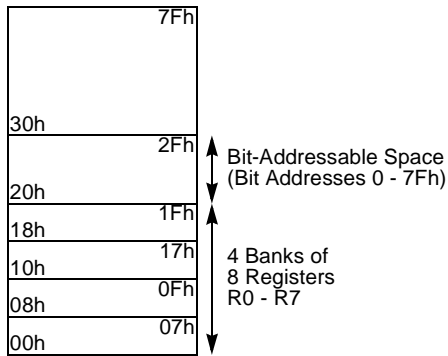 7Fh
30h
2Fh
Bit-Addressable Space
(Bit Addresses 0 - 7Fh)
20h
1Fh
18h
17h
10h
4 Banks of
8 Registers
R0 - R7
0Fh
08h
07h
00h